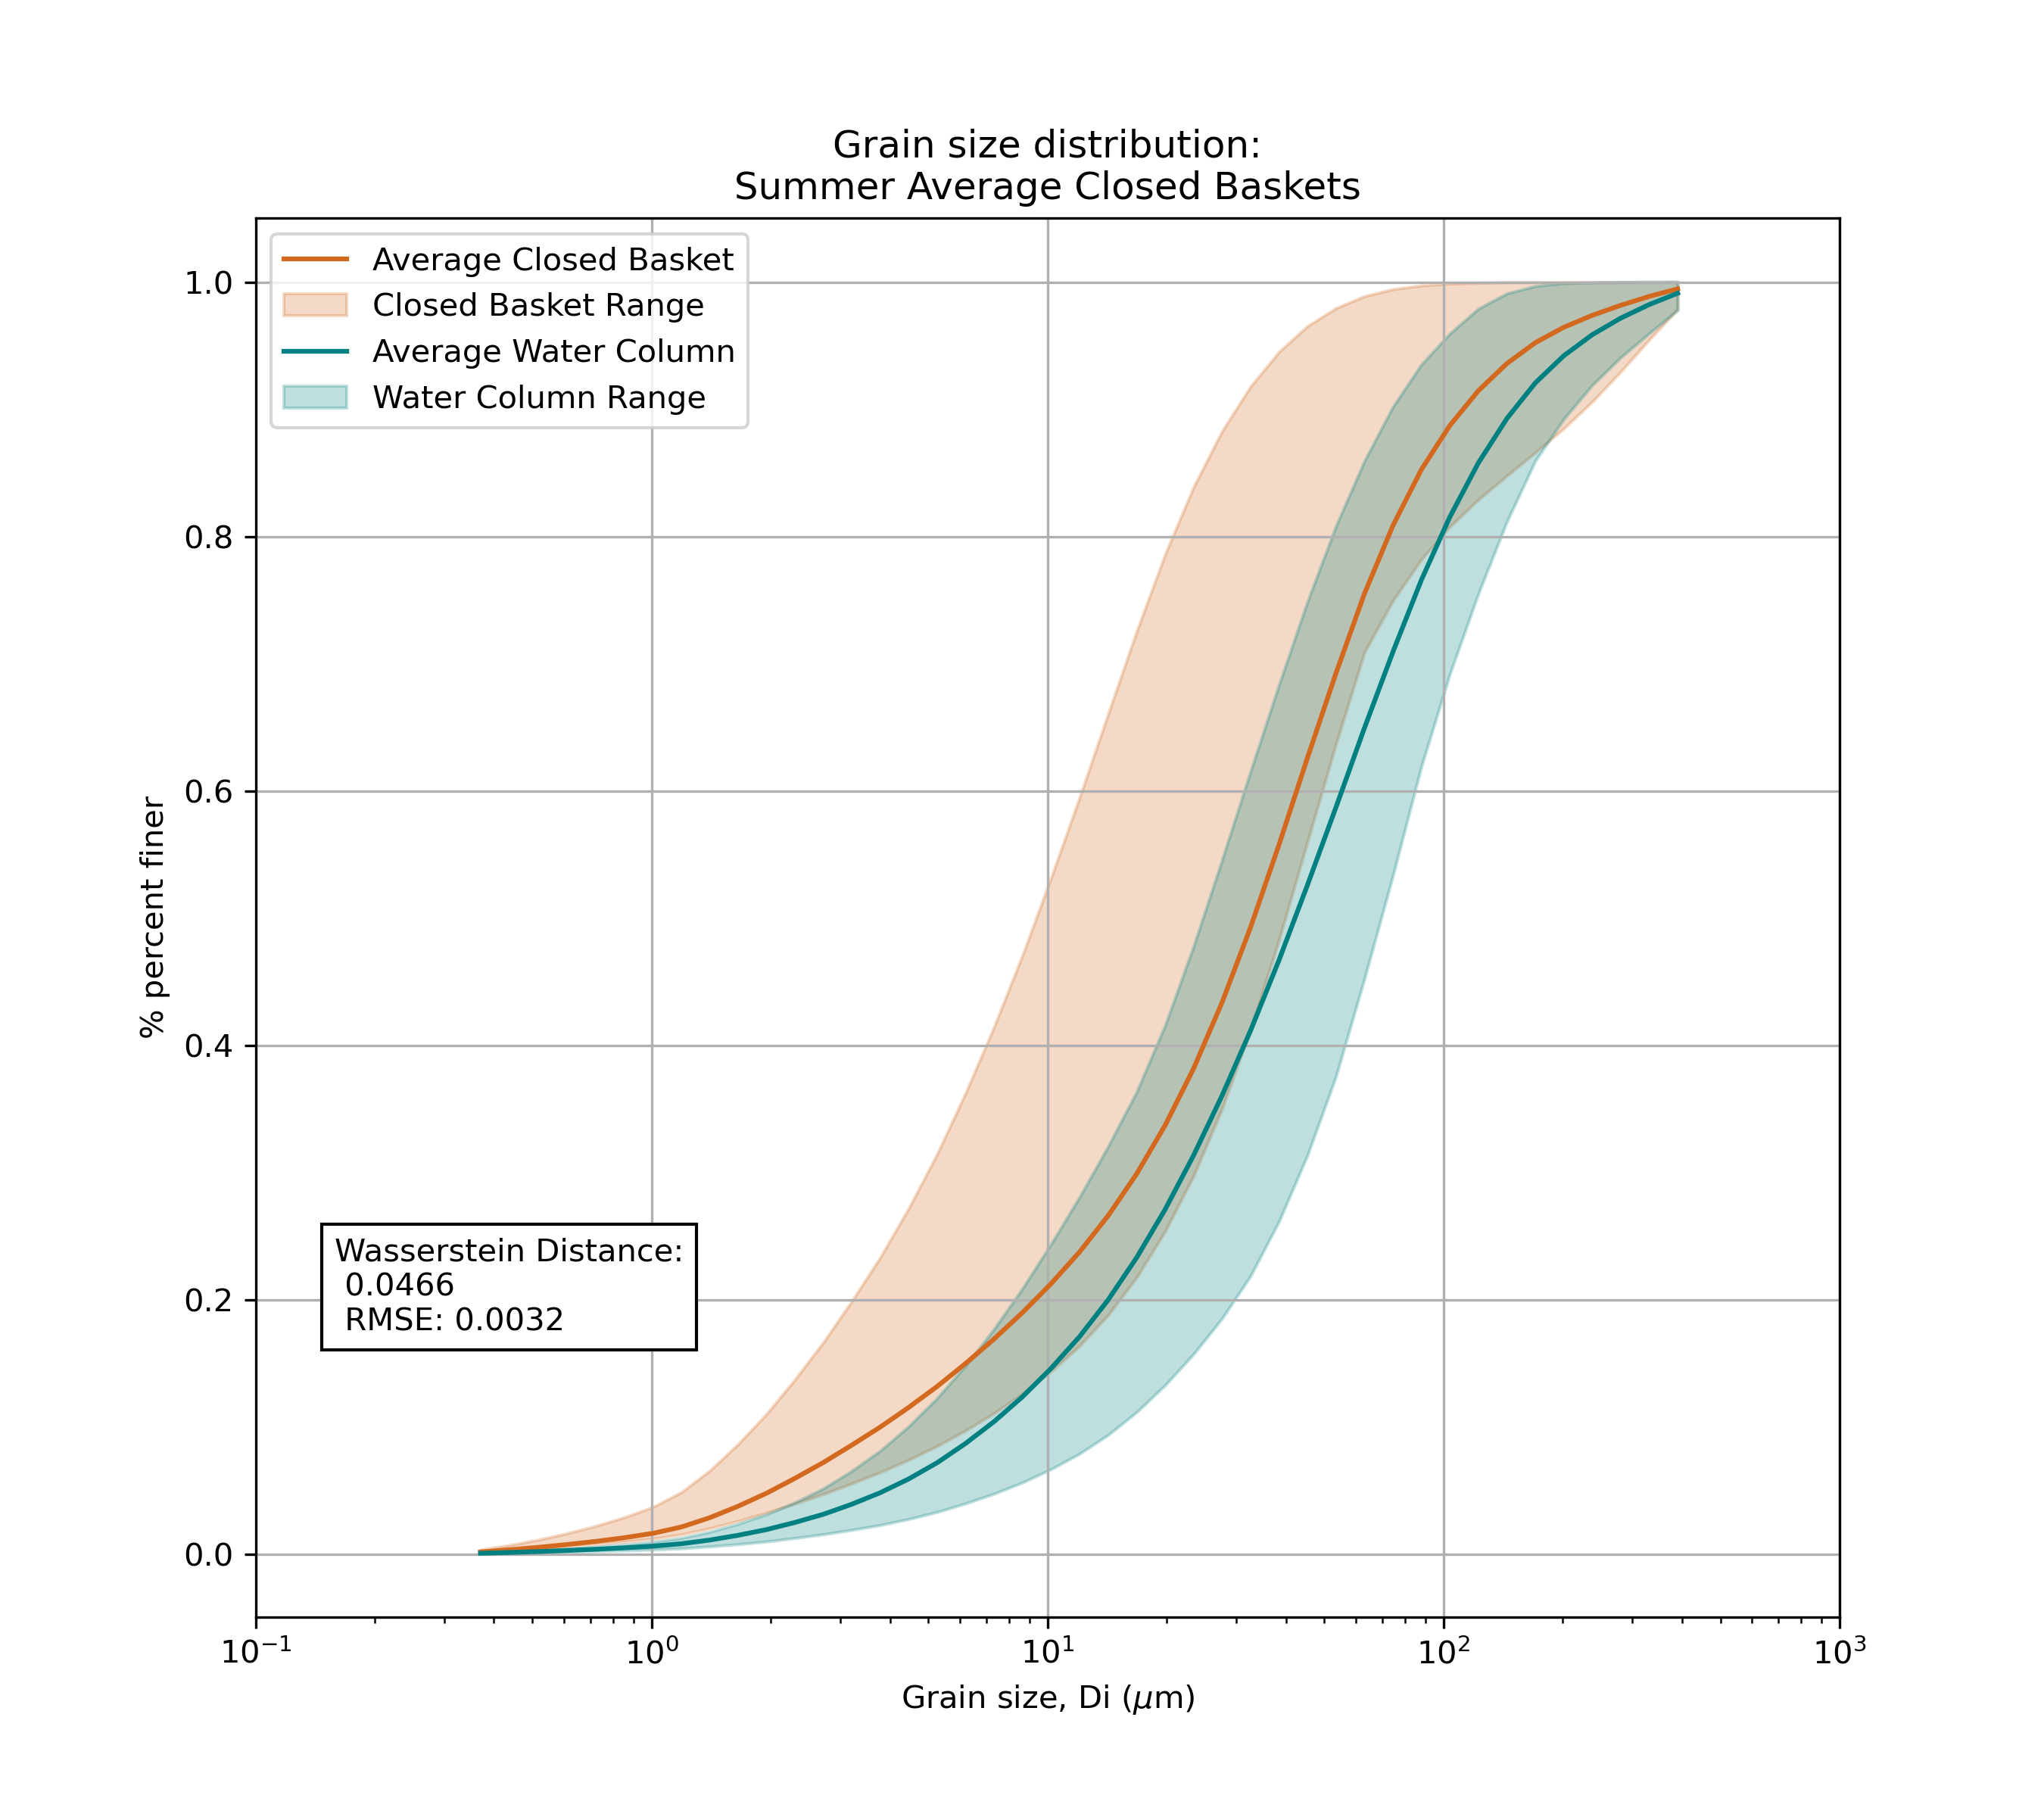 Grain size distribution:
Summer Average Closed Baskets
Average Closed Basket
Closed Basket Range
Average Water Column
Water Column Range
1.0
0.8
0.6
0.4
0.2
0.0
% percent finer
Wasserstein Distance:
0.0466
RMSE: 0.0032
10⁻¹
10⁰
10¹
10²
10³
Grain size, Di (μm)